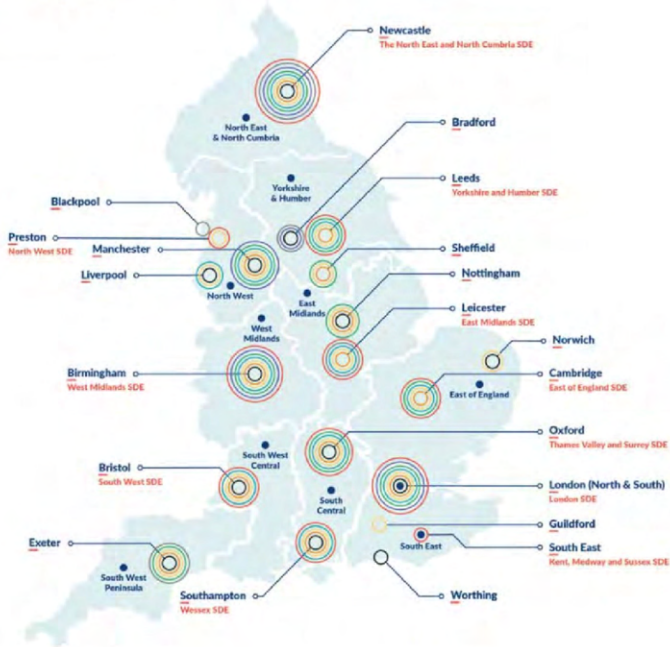 Newcastle
The North East and North Cumbria SDE
North East
& North Cumbria
Bradford
Yorkshire
& Humber
Leeds
Yorkshire and Humber SDE
Blackpool
Preston
North West SDE
Manchester
Sheffield
Liverpool
Nottingham
North West
East
Midlands
Leicester
East Midlands SDE
West
Midlands
Norwich
Birmingham
West Midlands SDE
Cambridge
East of England SDE
East of England
Oxford
Thames Valley and Surrey SDE
South West
Central
Bristol
South West SDE
South
Central
London (North & South)
London SDE
Guildford
Exeter
South East
South East
Kent, Medway and Sussex SDE
South West
Peninsula
Southampton
Wessex SDE
Worthing